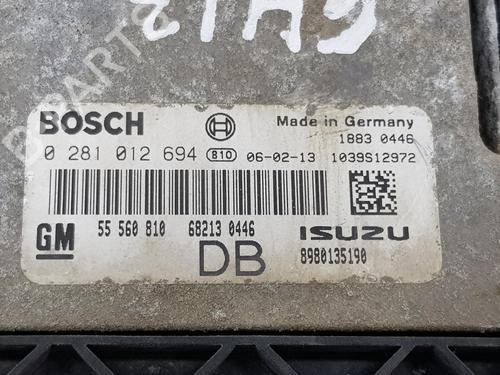 BOSCH
Made in Germany
1883 0446
0 281 012 694 810 06-02-13 1039S12972
GM 55 560 810 68213 0446 ISUZU
DB 8980135190